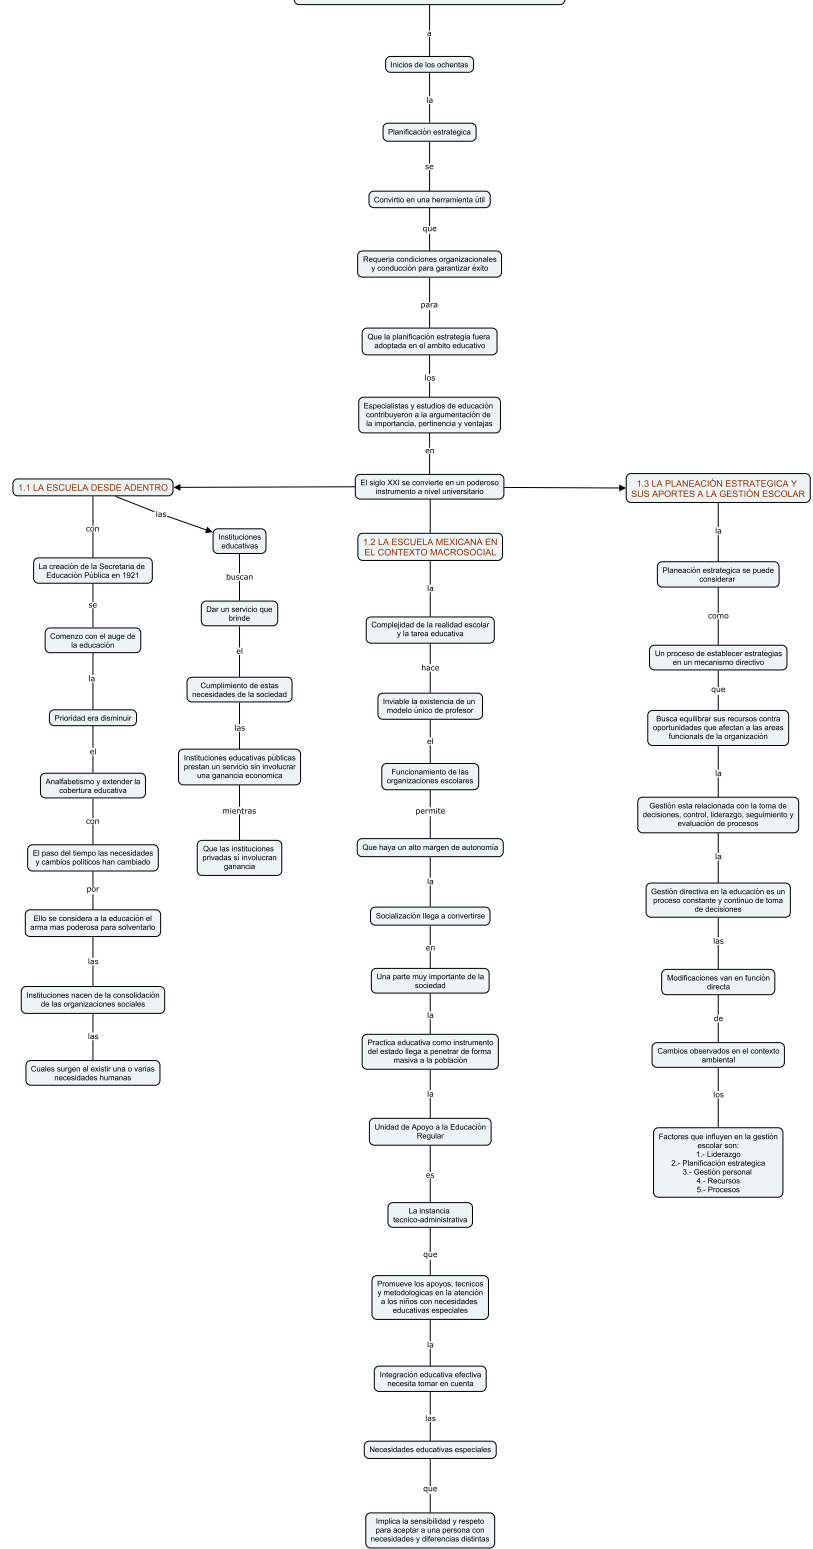 a
Inicios de los ochentas
la
Planificación estrategica
se
Convirtio en una herramienta útil
que
Requeria condiciones organizacionales
y conducción para garantizar éxito
para
Que la planificación estrategia fuera
adoptada en el ambito educativo
los
Especialistas y estudios de educación
contribuyeron a la argumentación de
la importancia, pertinencia y ventajas
en
El siglo XXI se convierte en un poderoso
instrumento a nivel universitario
1.1 LA ESCUELA DESDE ADENTRO
con
La creación de la Secretaria de
Educación Pública en 1921
se
Comenzo con el auge de
la educación
la
Prioridad era disminuir
el
Analfabetismo y extender la
cobertura educativa
con
El paso del tiempo las necesidades
y cambios politicos han cambiado
por
Ello se considera a la educación el
arma mas poderosa para solventarlo
las
Instituciones nacen de la consolidación
de las organizaciones sociales
las
Cuales surgen al existir una o varias
necesidades humanas
las
Instituciones
educativas
buscan
Dar un servicio que
brinde
el
Cumplimiento de estas
necesidades de la sociedad
las
Instituciones educativas públicas
prestan un servicio sin involucrar
una ganancia economica
mientras
Que las instituciones
privadas sí involucran
ganancia
1.2 LA ESCUELA MEXICANA EN
EL CONTEXTO MACROSOCIAL
la
Complejidad de la realidad escolar
y la tarea educativa
hace
Inviable la existencia de un
modelo único de profesor
el
Funcionamiento de las
organizaciones escolares
permite
Que haya un alto margen de autonomía
la
Socialización llega a convertirse
en
Una parte muy importante de la
sociedad
la
Practica educativa como instrumento
del estado llega a penetrar de forma
masiva a la población
la
Unidad de Apoyo a la Educación
Regular
es
La instancia
tecnico-administrativa
que
Promueve los apoyos, tecnicos
y metodologicas en la atención
a los niños con necesidades
educativas especiales
la
Integración educativa efectiva
necesita tomar en cuenta
las
Necesidades educativas especiales
que
Implica la sensibilidad y respeto
para aceptar a una persona con
necesidades y diferencias distintas
1.3 LA PLANEACIÓN ESTRATEGICA Y
SUS APORTES A LA GESTIÓN ESCOLAR
la
Planeación estrategica se puede
considerar
como
Un proceso de establecer estrategias
en un mecanismo directivo
que
Busca equilibrar sus recursos contra
oportunidades que afectan a las areas
funcionals de la organización
la
Gestión esta relacionada con la toma de
decisiones, control, liderazgo, seguimiento y
evaluación de procesos
la
Gestión directiva en la educación es un
proceso constante y continuo de toma
de decisiones
las
Modificaciones van en función
directa
de
Cambios observados en el contexto
ambiental
los
Factores que influyen en la gestión
escolar son:
1.- Liderazgo
2.- Planificación estrategica
3.- Gestión personal
4.- Recursos
5.- Procesos